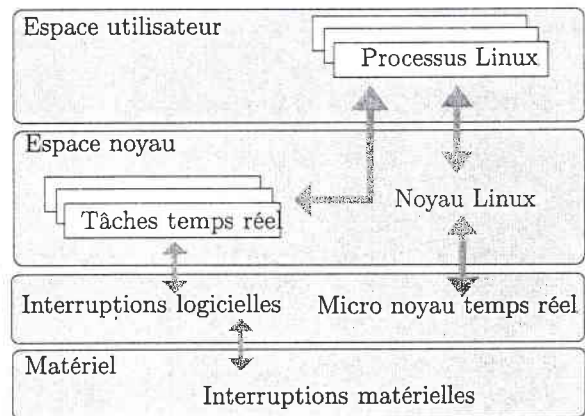 Espace utilisateur
Processus Linux
Espace noyau
Tâches temps réel
Noyau Linux
Interruptions logicielles
Micro noyau temps réel
Matériel
Interruptions matérielles